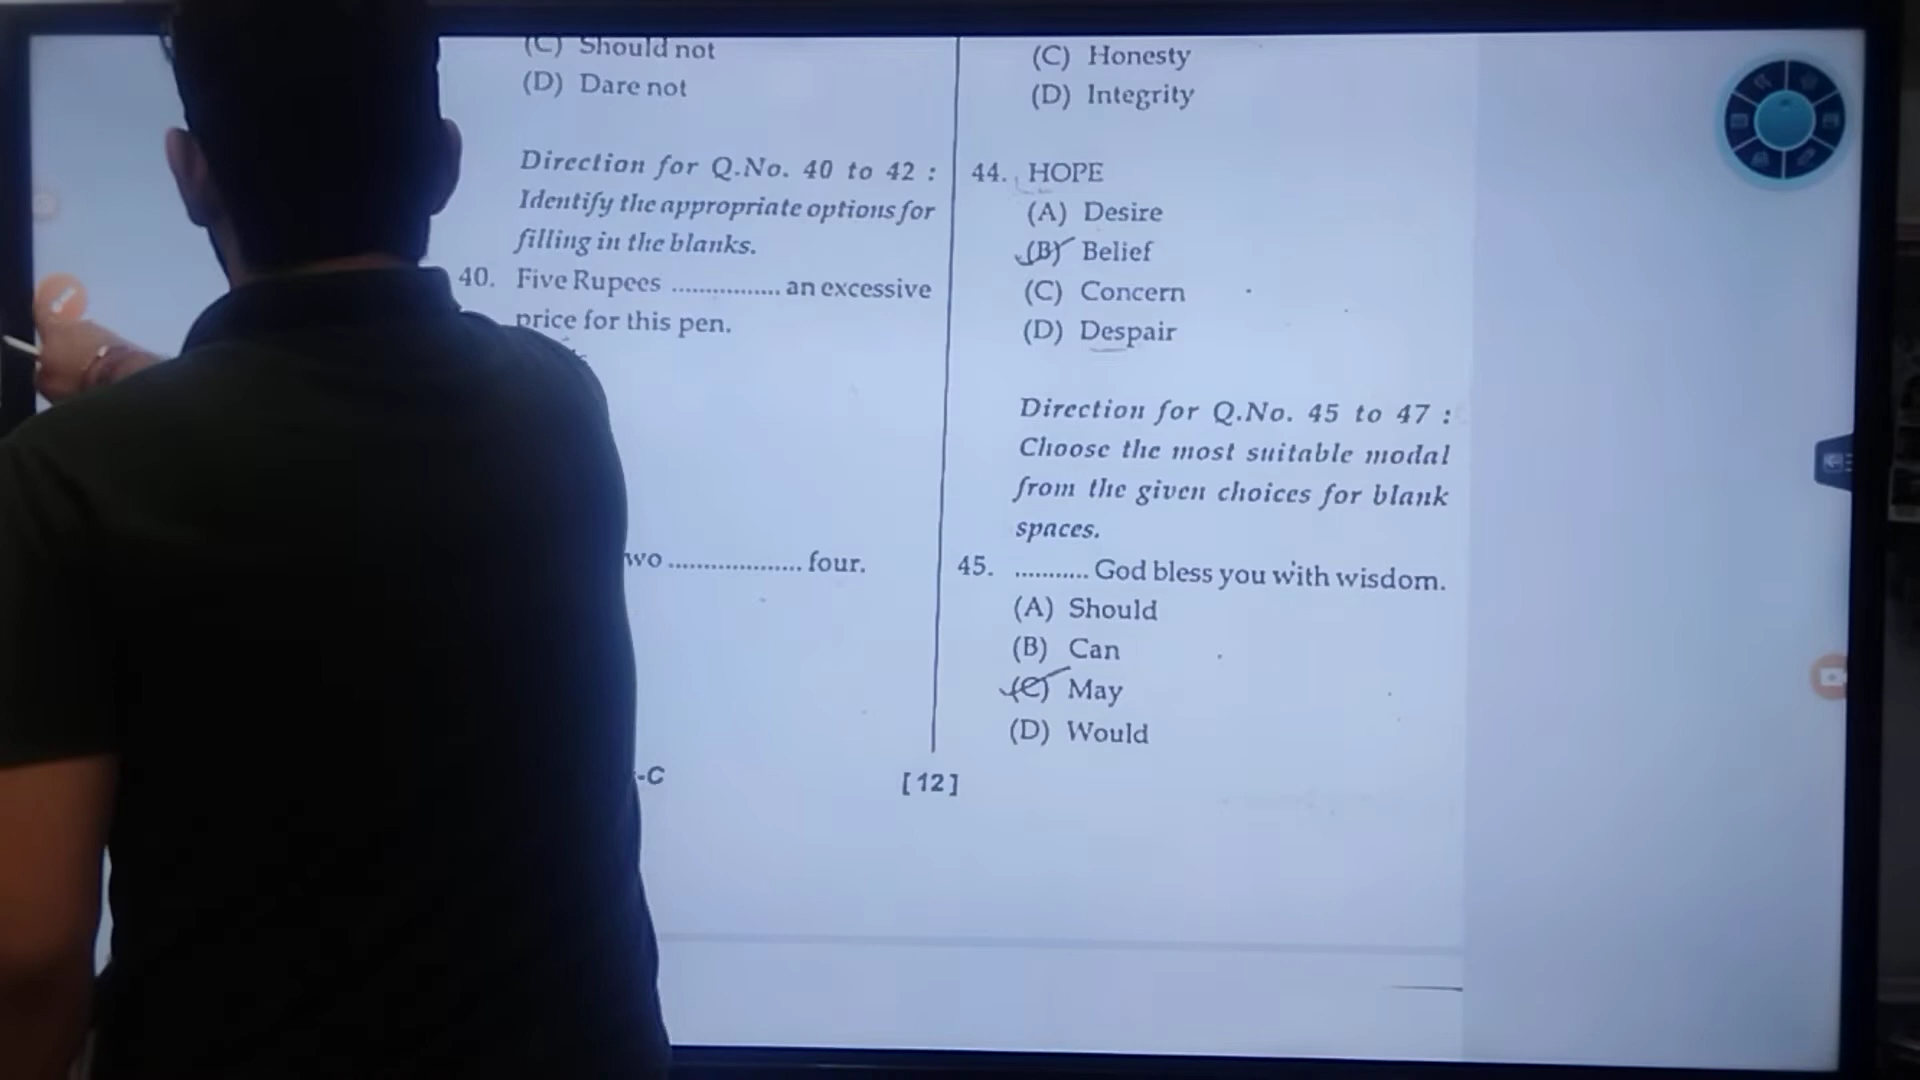 (C) Should not
(D) Dare not
Direction for Q.No. 40 to 42 :
Identify the appropriate options for
filling in the blanks.
40. Five Rupees ................ an excessive
price for this pen.
wo ................... four.
-C
(C) Honesty
(D) Integrity
44. HOPE
(A) Desire
(B) Belief
(C) Concern
(D) Despair
Direction for Q.No. 45 to 47 :
Choose the most suitable modal
from the given choices for blank
spaces.
45. ........... God bless you with wisdom.
(A) Should
(B) Can
(C) May
(D) Would
[ 12 ]